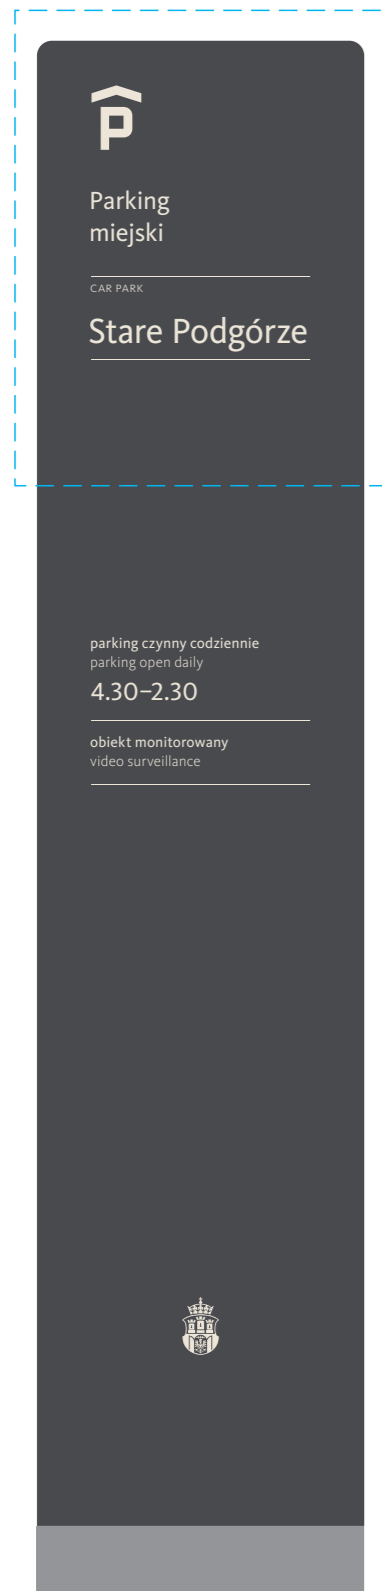 P
Parking
miejski
CAR PARK
Stare Podgórze
parking czynny codziennie
parking open daily
4.30–2.30
obiekt monitorowany
video surveillance